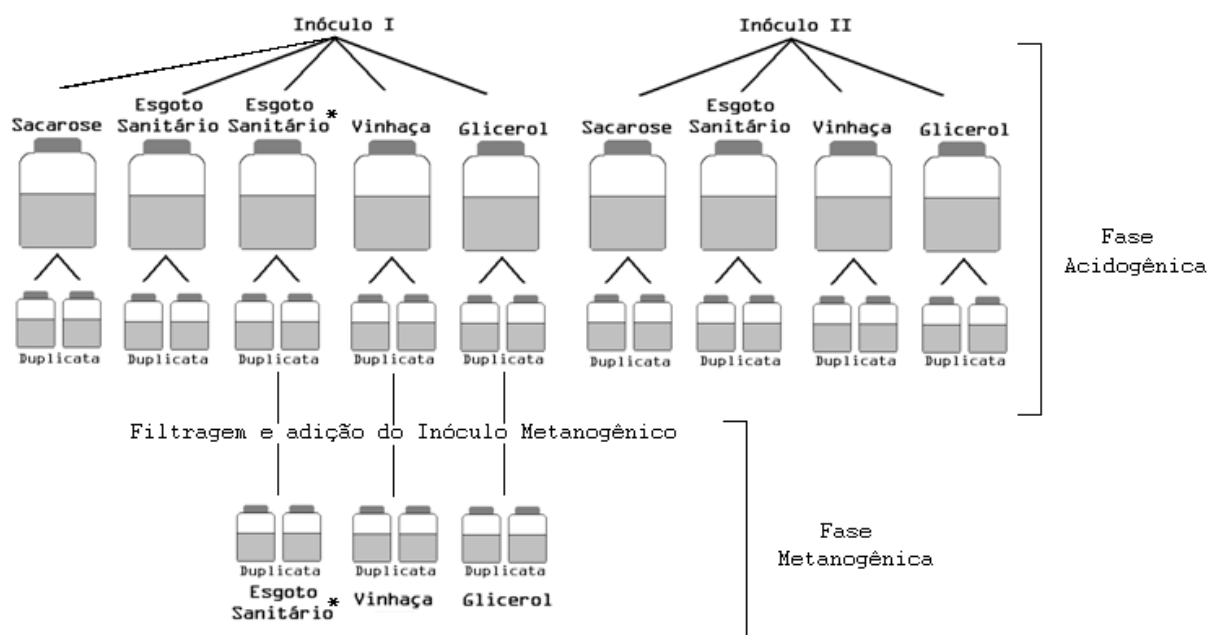 Inóculo I
Inóculo II
Sacarose
Esgoto
Sanitário
Esgoto
Sanitário*
Vinhaça
Glicerol
Sacarose
Esgoto
Sanitário
Vinhaça
Glicerol
Fase
Acidogênica
Duplicata
Duplicata
Duplicata
Duplicata
Duplicata
Duplicata
Duplicata
Duplicata
Duplicata
Filtragem e adição do Inóculo Metanogênico
Fase
Metanogênica
Duplicata
Duplicata
Duplicata
Esgoto
Sanitário*
Vinhaça
Glicerol